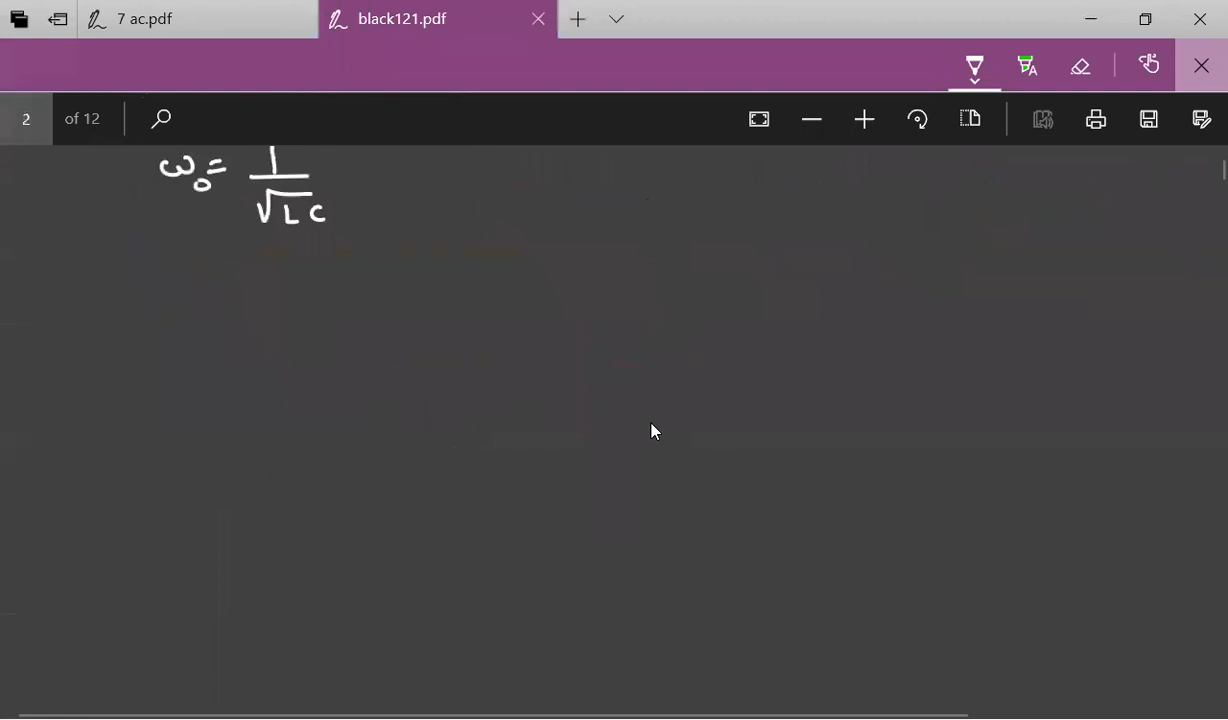 7 ac.pdf
black121.pdf
2 of 12
ω₀ = 1/√LC